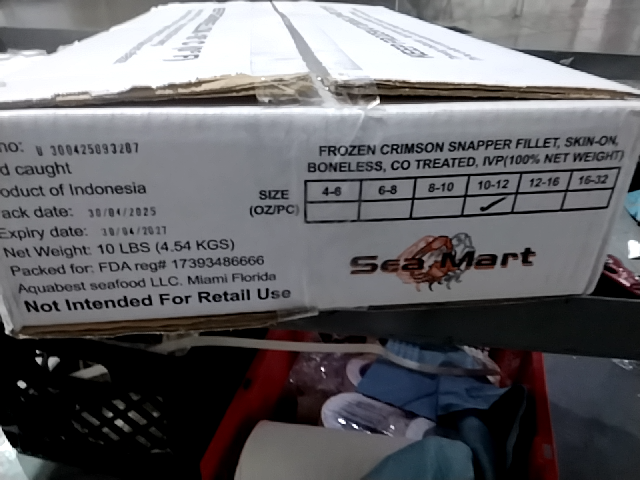 no: U 300425093207
d caught
oduct of Indonesia
ack date: 30/04/2025
Expiry date: 30/04/2027
Net Weight: 10 LBS (4.54 KGS)
Packed for: FDA reg# 17393486666
Aquabest seafood LLC. Miami Florida
Not Intended For Retail Use
FROZEN CRIMSON SNAPPER FILLET, SKIN-ON,
BONELESS, CO TREATED, IVP(100% NET WEIGHT)
SIZE
(OZ/PC)
4-6 6-8 8-10 10-12 12-16 16-32
Sea Mart